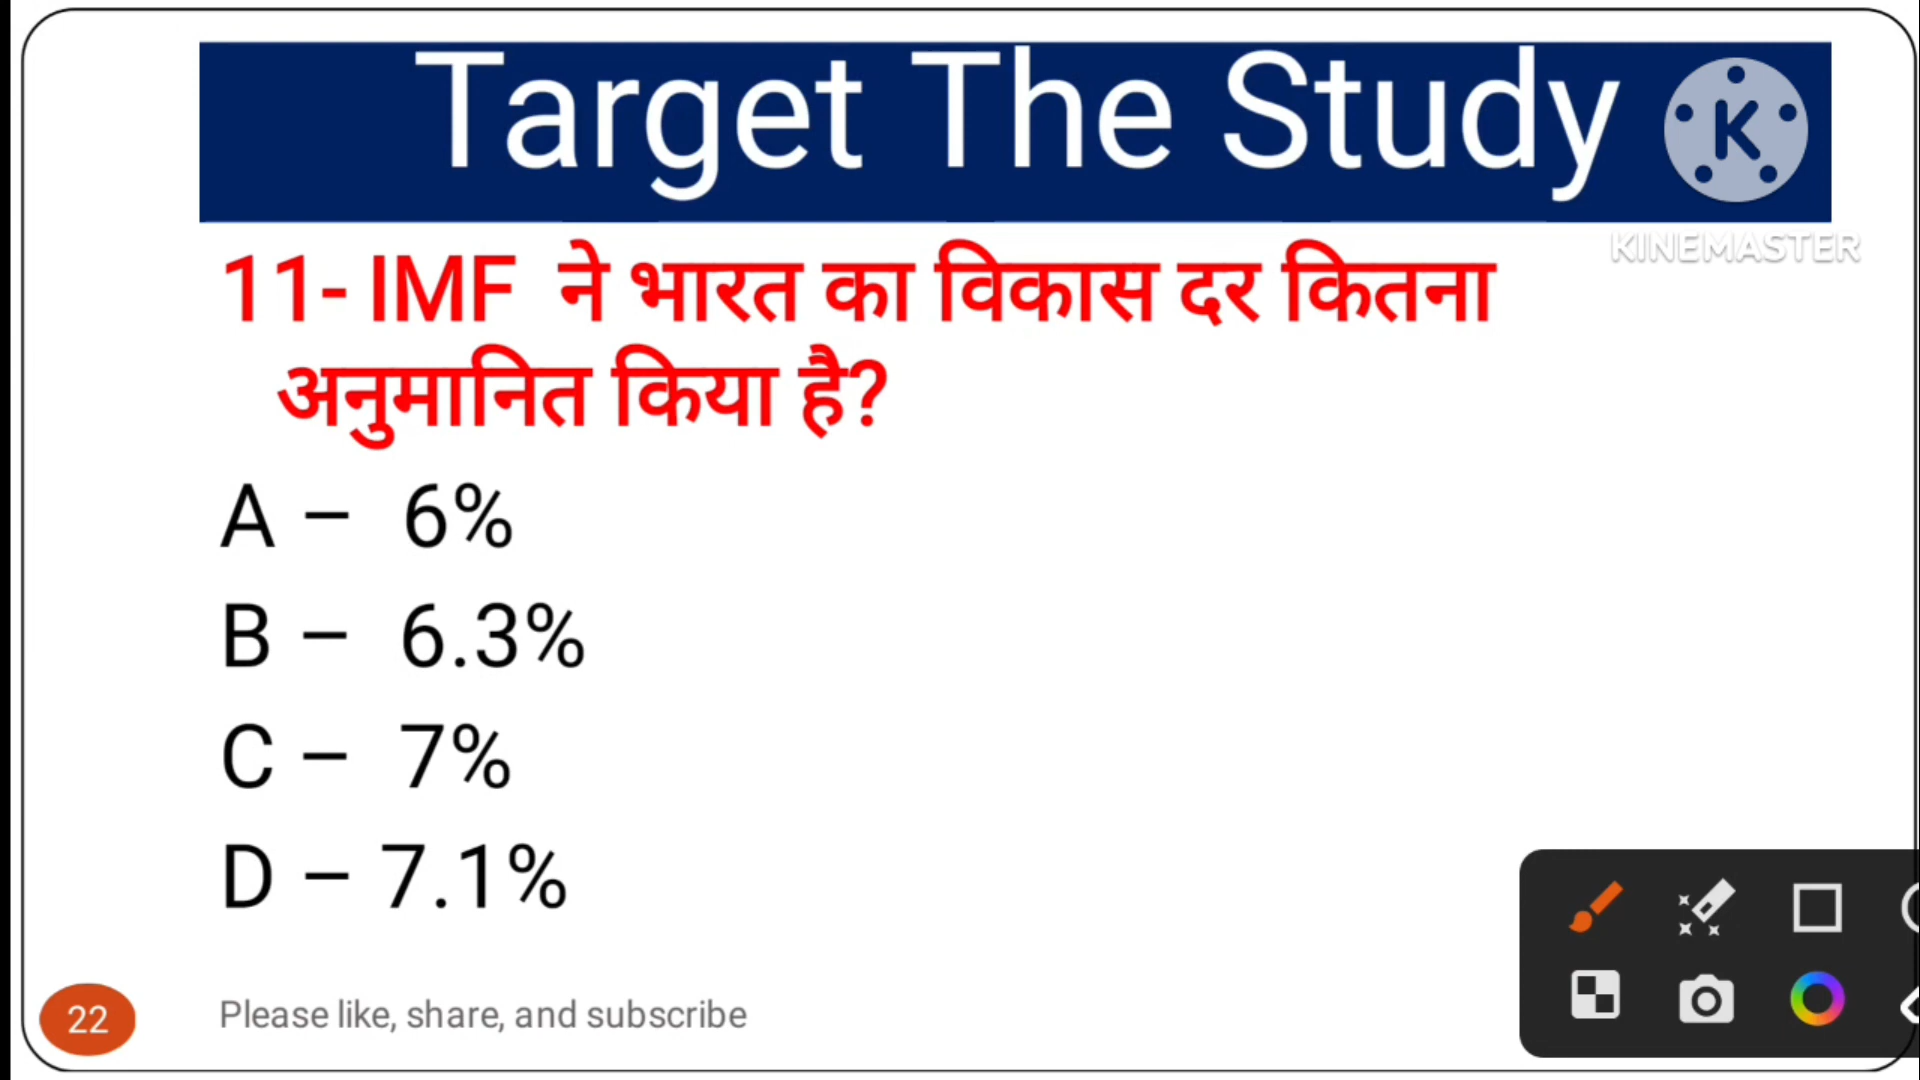 Target The Study
KINEMASTER
11- IMF ने भारत का विकास दर कितना
अनुमानित किया है?
A – 6%
B – 6.3%
C – 7%
D – 7.1%
22
Please like, share, and subscribe